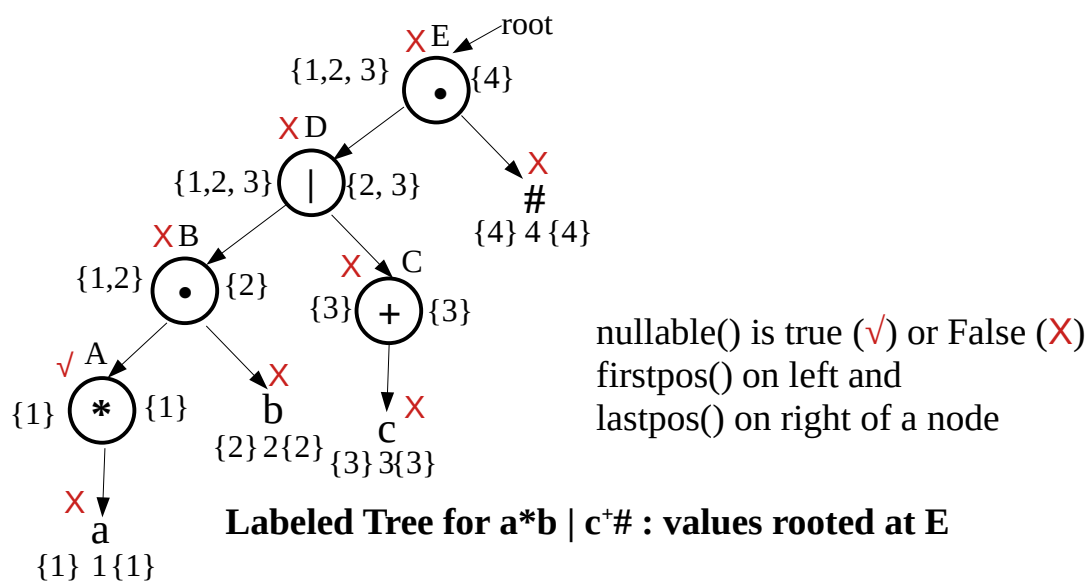 root
X E
{1,2, 3} • {4}
X D
{1,2, 3} | {2, 3}
X
#
{4} 4 {4}
X B
{1,2} • {2}
X C
{3} + {3}
√ A
{1} * {1}
X
b
{2} 2{2}
X
c
{3} 3{3}
X
a
{1} 1{1}
nullable() is true (√) or False (X)
firstpos() on left and
lastpos() on right of a node
Labeled Tree for a*b | c⁺# : values rooted at E